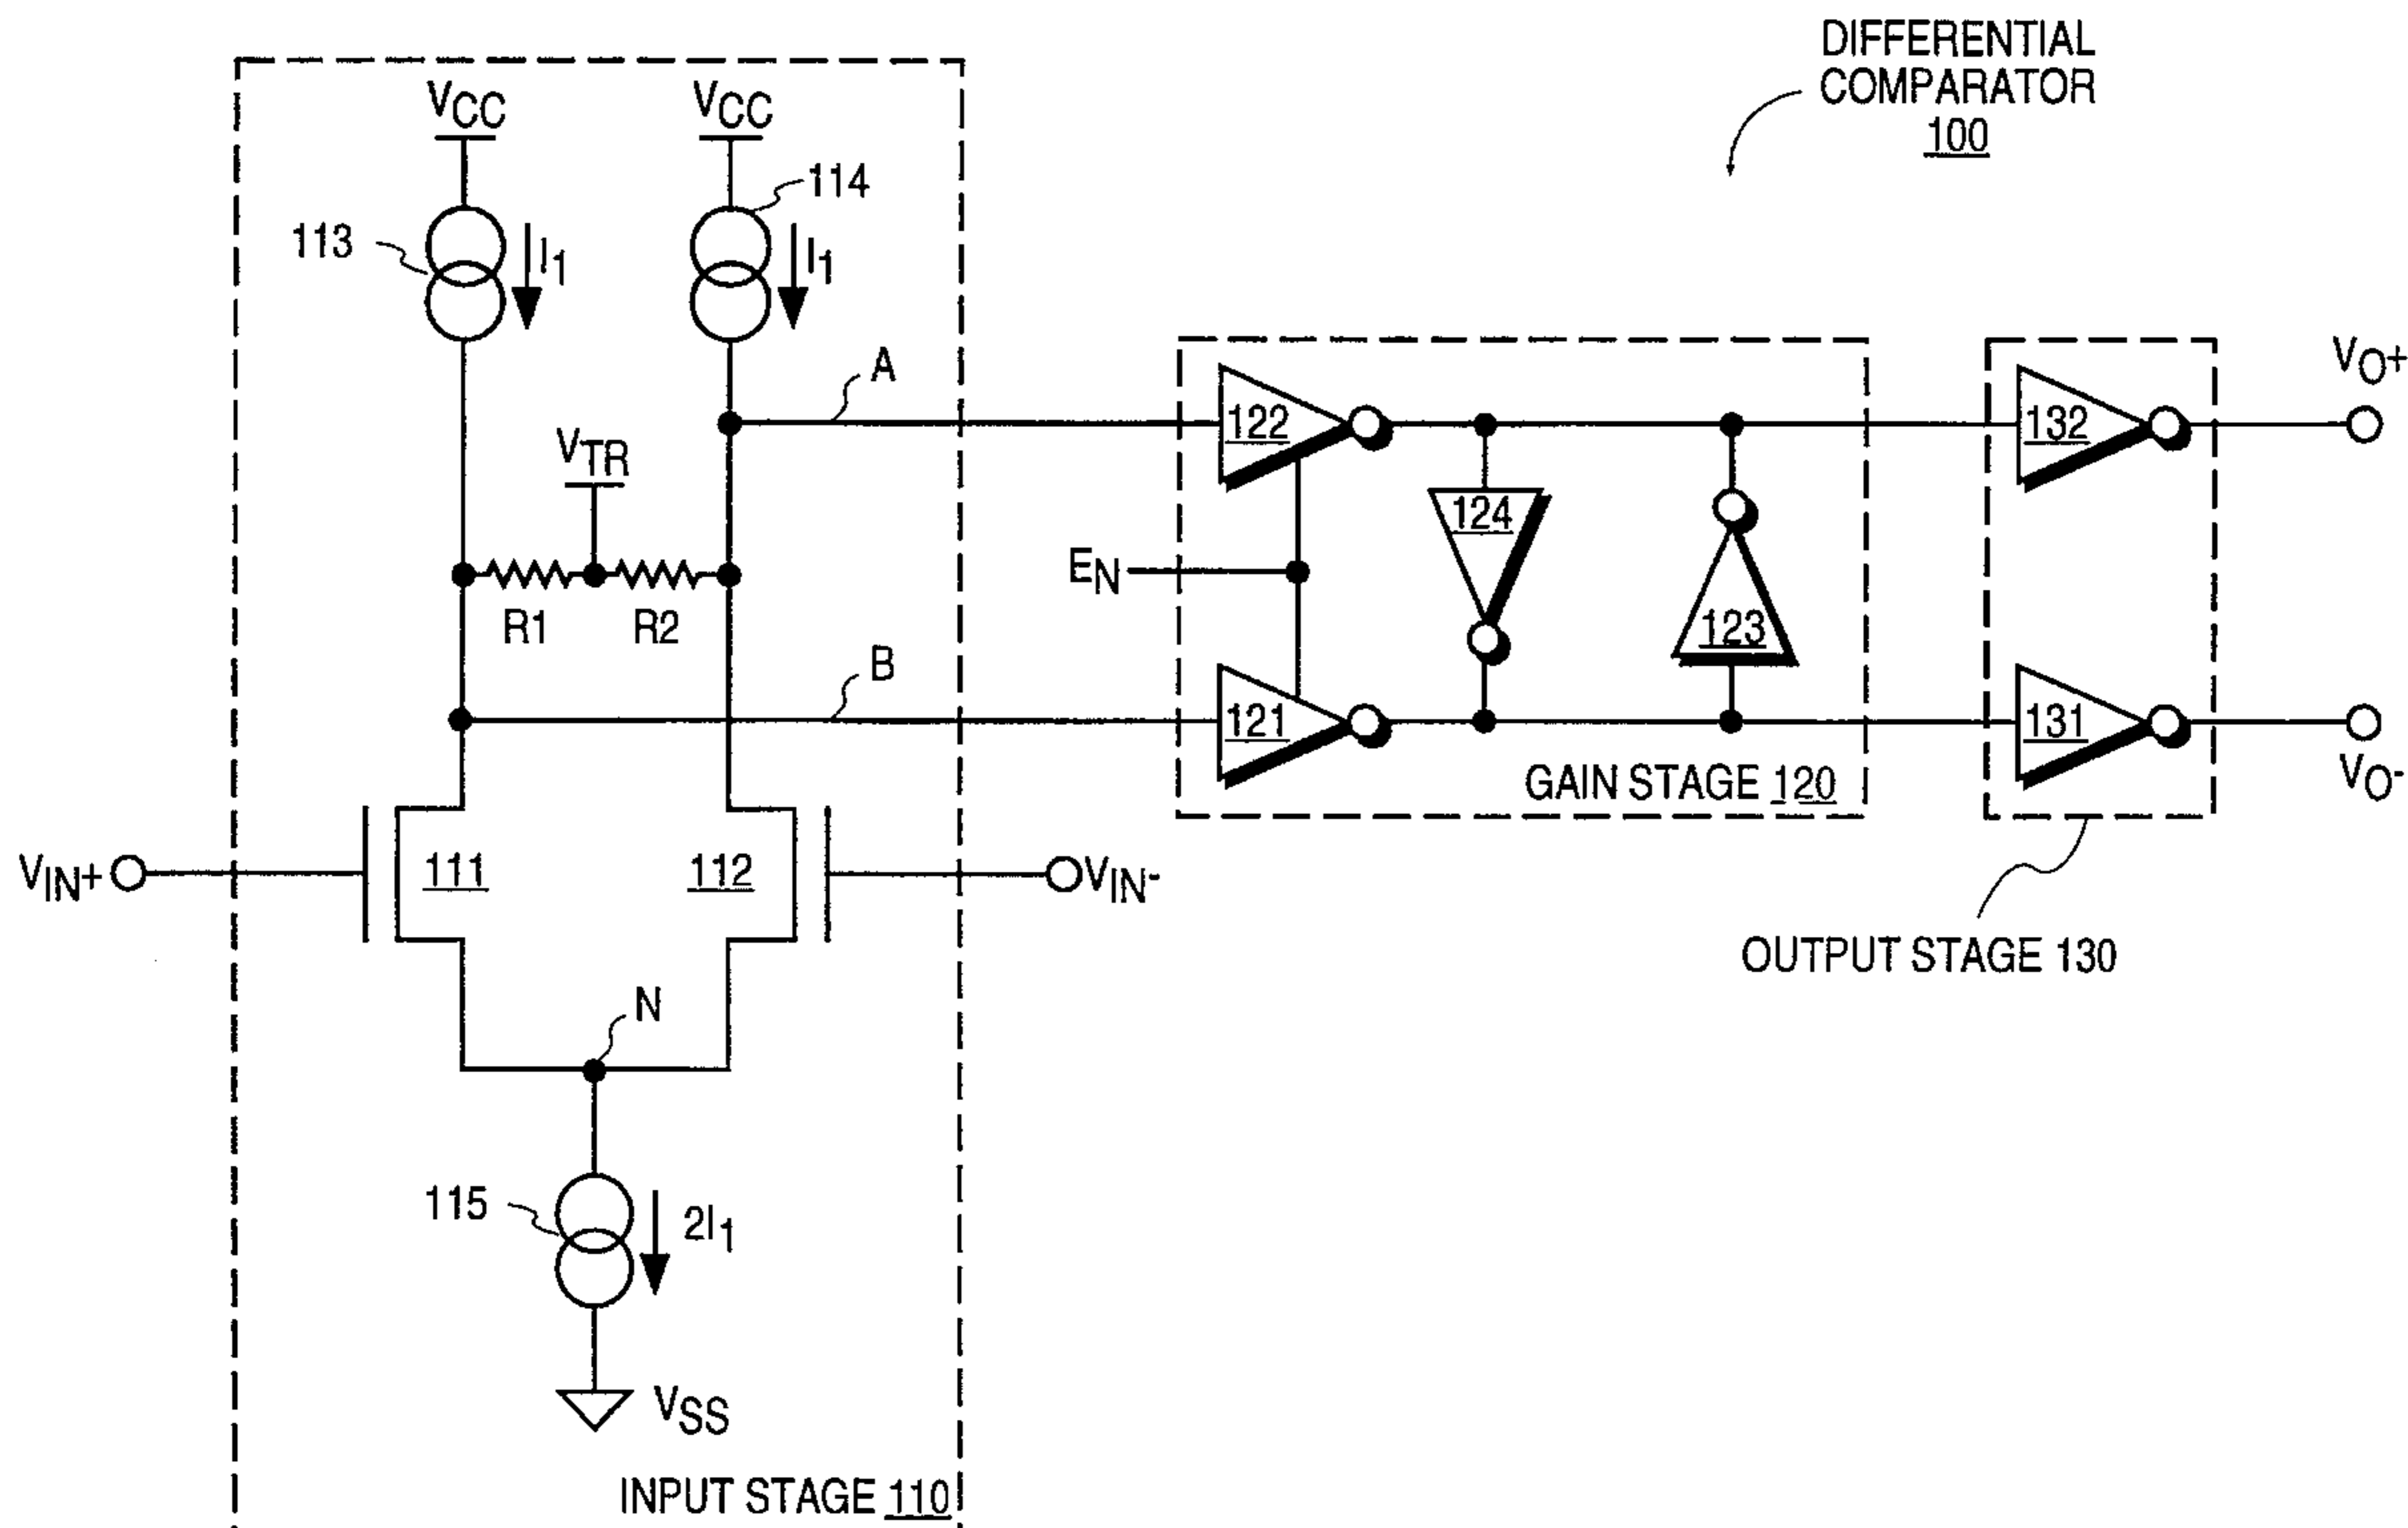 DIFFERENTIAL
COMPARATOR
100
VCC
VCC
113
I1
114
I1
A
VTR
R1
R2
B
EN
122
124
123
121
GAIN STAGE 120
132
131
VO+
VO-
OUTPUT STAGE 130
VIN+
111
112
VIN-
N
115
2I1
VSS
INPUT STAGE 110